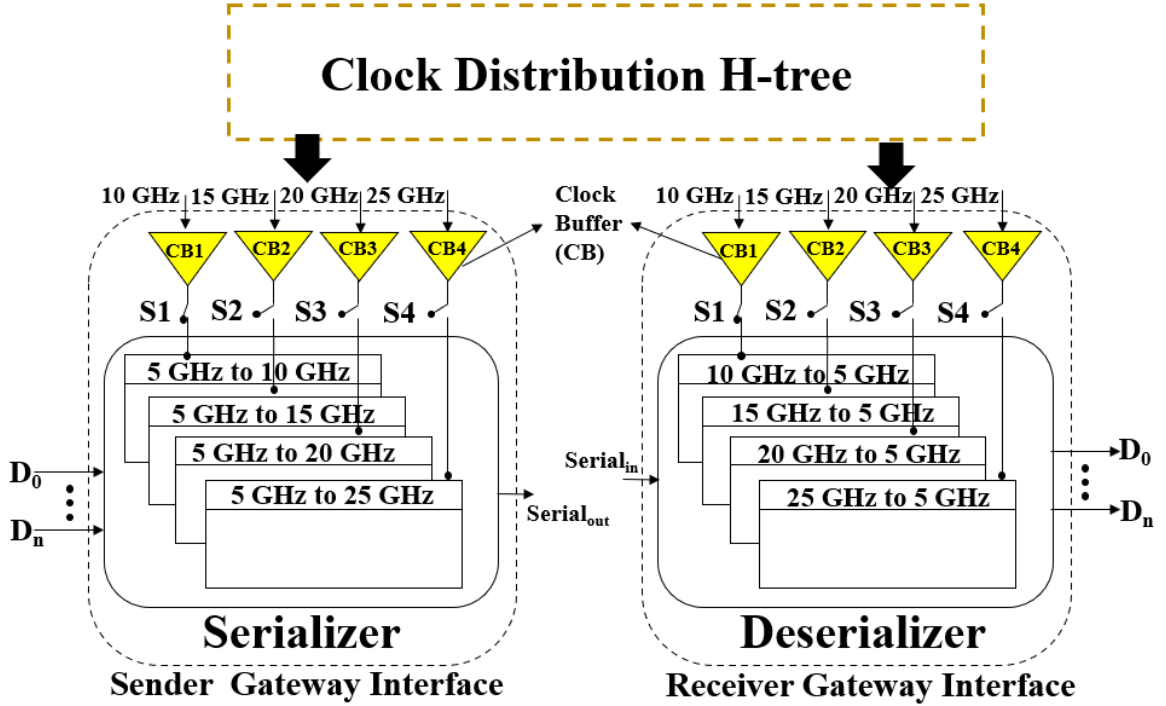 Clock Distribution H-tree
10 GHz 15 GHz 20 GHz 25 GHz
Clock
Buffer
(CB)
10 GHz 15 GHz 20 GHz 25 GHz
CB1 CB2 CB3 CB4
CB1 CB2 CB3 CB4
S1 S2 S3 S4
S1 S2 S3 S4
5 GHz to 10 GHz
5 GHz to 15 GHz
5 GHz to 20 GHz
5 GHz to 25 GHz
D0
Dn
Serialout
Serializer
Sender Gateway Interface
10 GHz to 5 GHz
15 GHz to 5 GHz
20 GHz to 5 GHz
25 GHz to 5 GHz
Serialin
D0
Dn
Deserializer
Receiver Gateway Interface